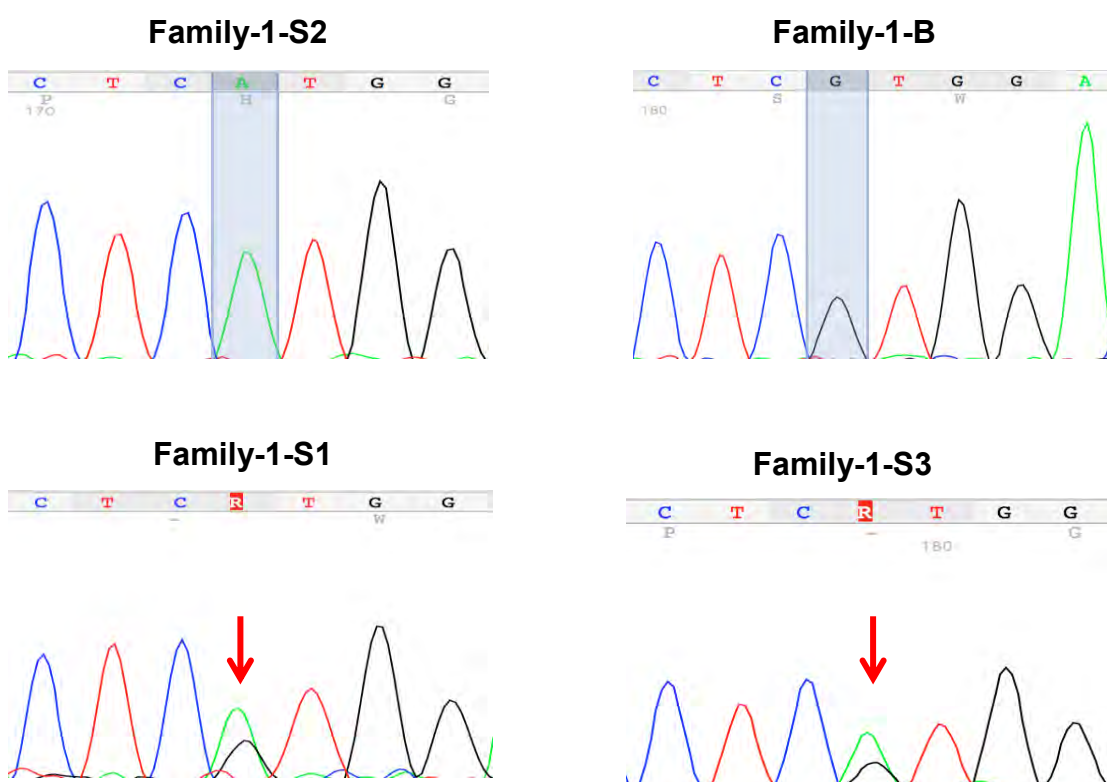 Family-1-S2
C T C A T G G
P H G
170
Family-1-B
C T C G T G G A
S W
180
Family-1-S1
C T C R T G G
W
Family-1-S3
C T C R T G G
P G
180